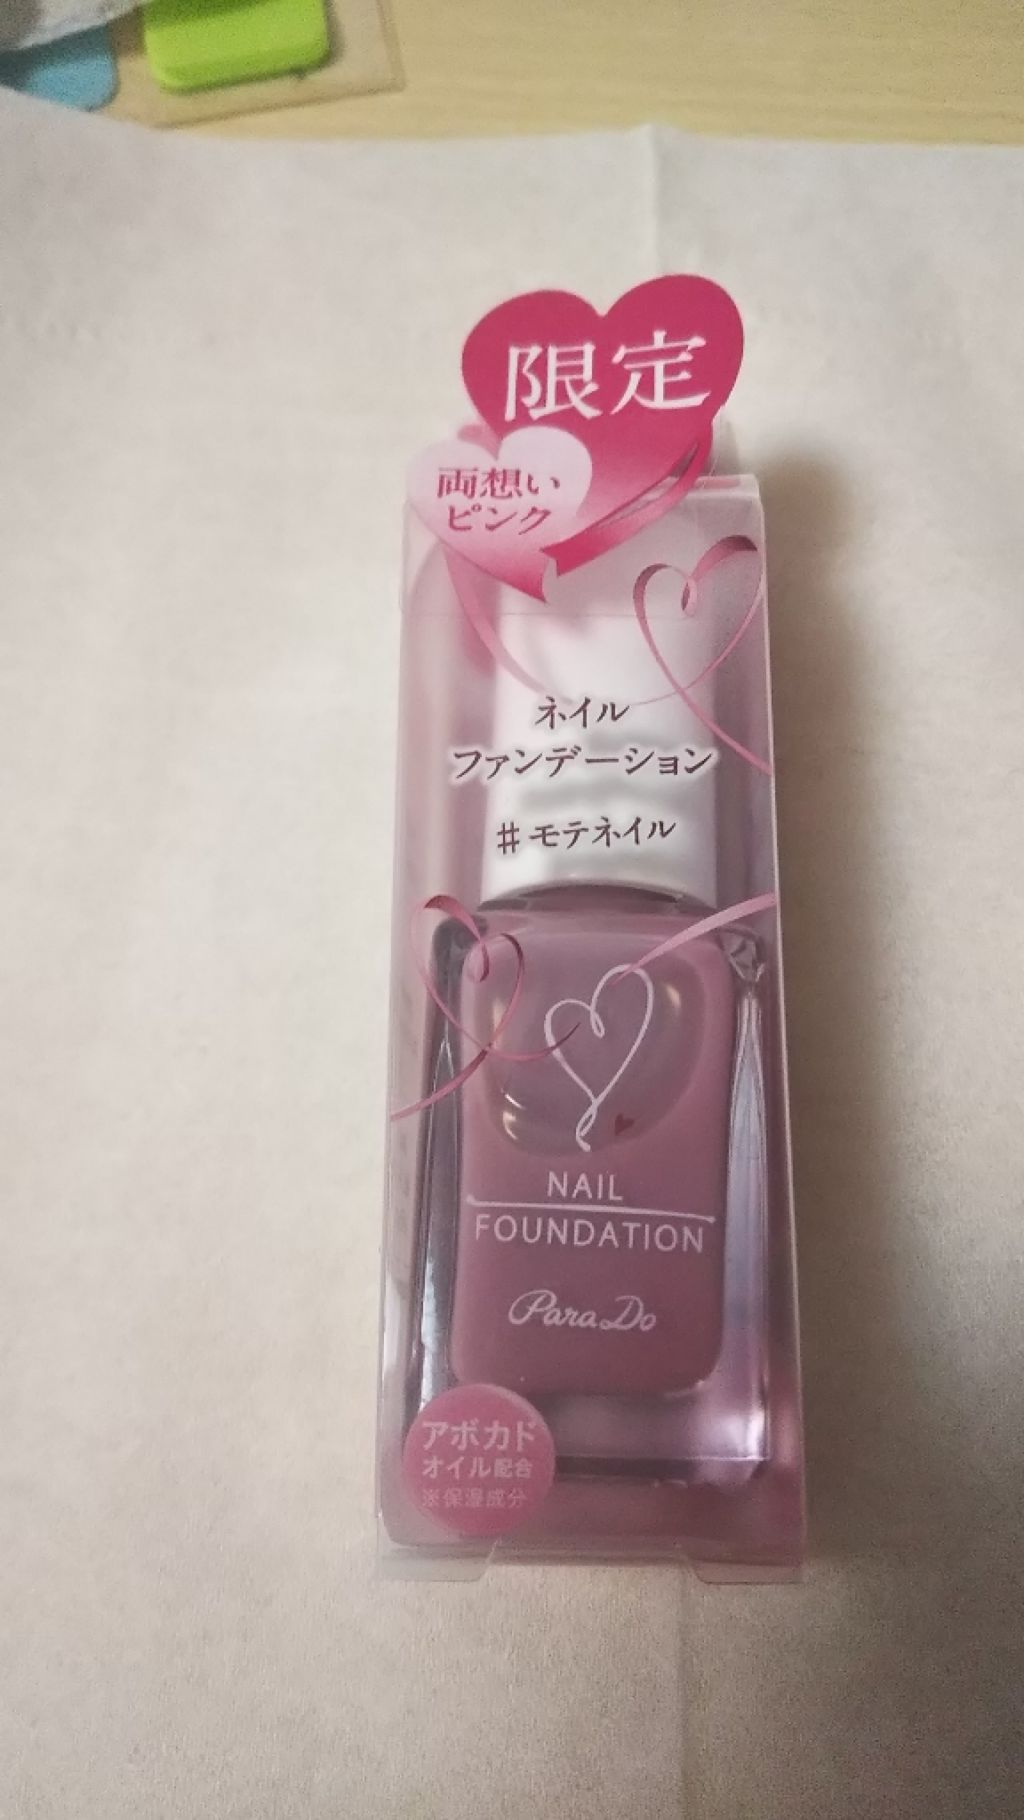 限定
両想い
ピンク
ネイル
ファンデーション
#モテネイル
NAIL
FOUNDATION
Para Do
アボカド
オイル配合
※保湿成分